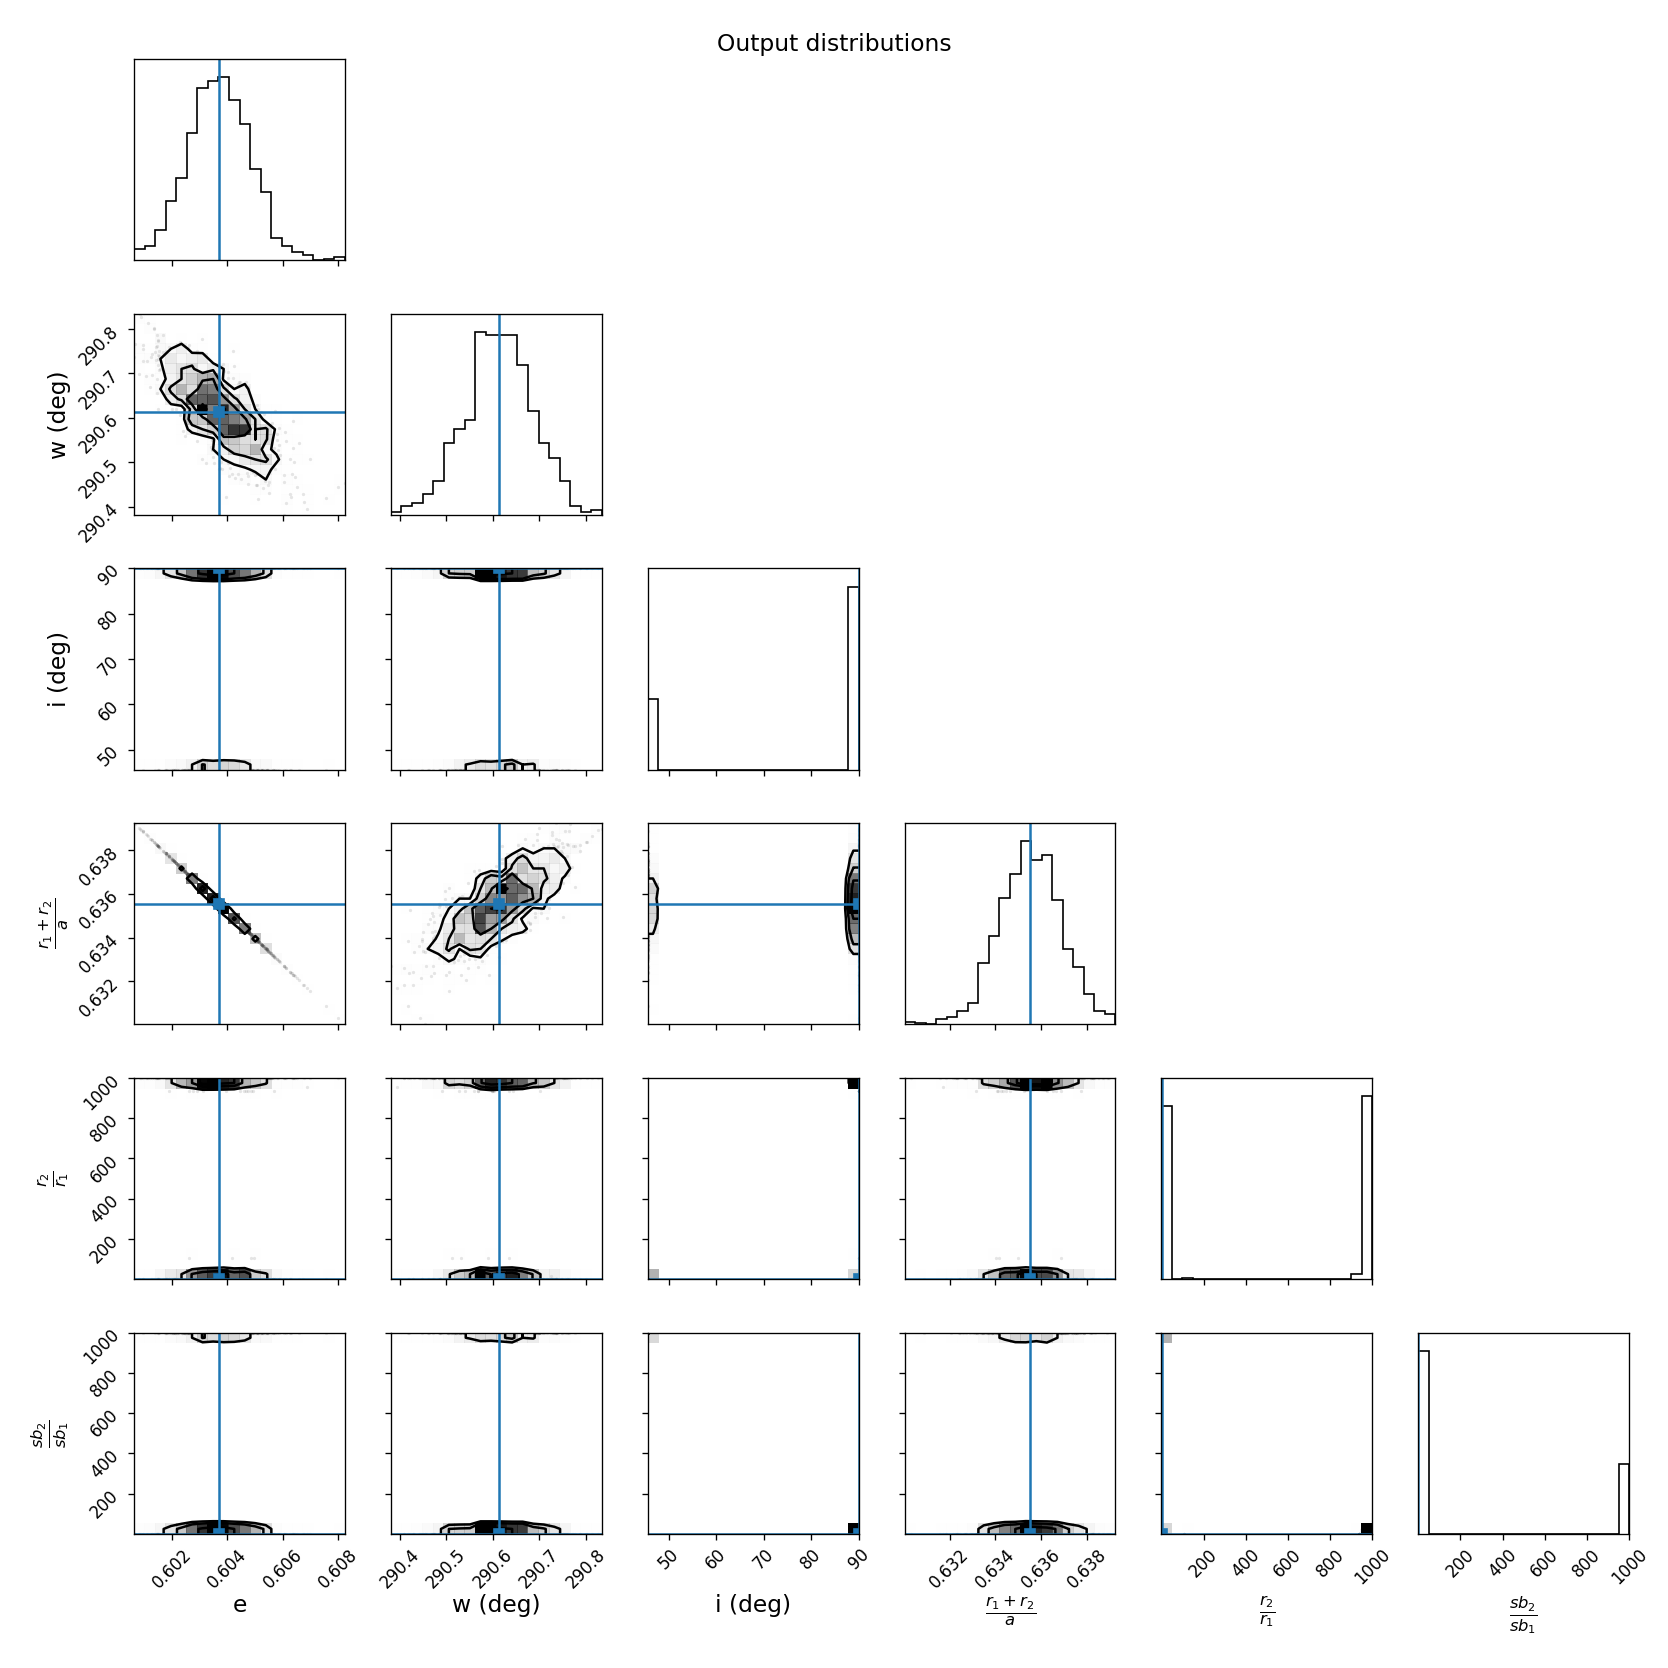 Output distributions
290.8
290.7
290.6
290.5
290.4
w (deg)
90
80
70
60
50
i (deg)
0.638
0.636
0.634
0.632
r₁ + r₂
a
1000
800
600
400
200
r₂
r₁
1000
800
600
400
200
sb₂
sb₁
0.602 0.604 0.606 0.608 290.4 290.5 290.6 290.7 290.8 50 60 70 80 90 0.632 0.634 0.636 0.638 200 400 600 800 1000 200 400 600 800 1000
e w (deg) i (deg)
r₁ + r₂
a
r₂
r₁
sb₂
sb₁